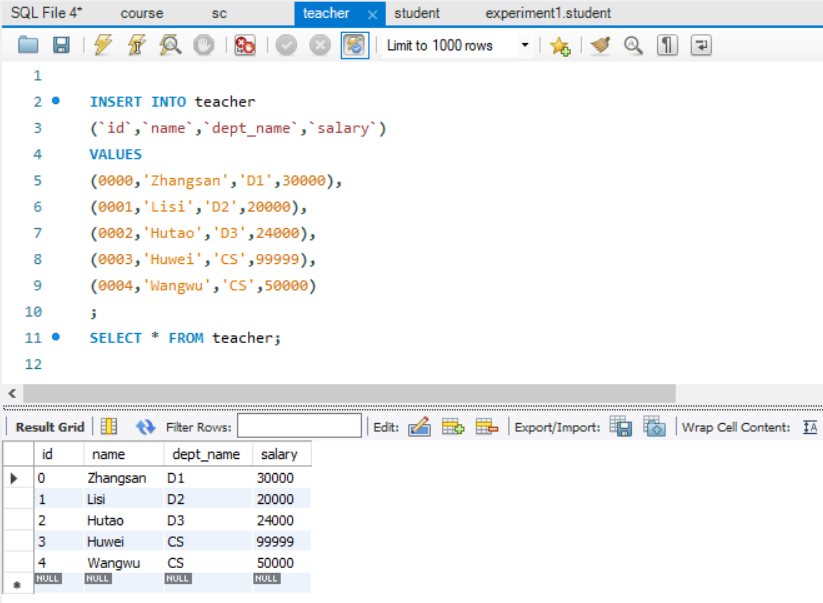 SQL File 4* course sc teacher student experiment1.student
Limit to 1000 rows
1
2 INSERT INTO teacher
3 (`id`,`name`,`dept_name`,`salary`)
4 VALUES
5 (0000,'Zhangsan','D1',30000),
6 (0001,'Lisi','D2',20000),
7 (0002,'Hutao','D3',24000),
8 (0003,'Huwei','CS',99999),
9 (0004,'Wangwu','CS',50000)
10 ;
11 SELECT * FROM teacher;
12
Result Grid Filter Rows: Edit: Export/Import: Wrap Cell Content:
id name dept_name salary
0 Zhangsan D1 30000
1 Lisi D2 20000
2 Hutao D3 24000
3 Huwei CS 99999
4 Wangwu CS 50000
NULL NULL NULL NULL